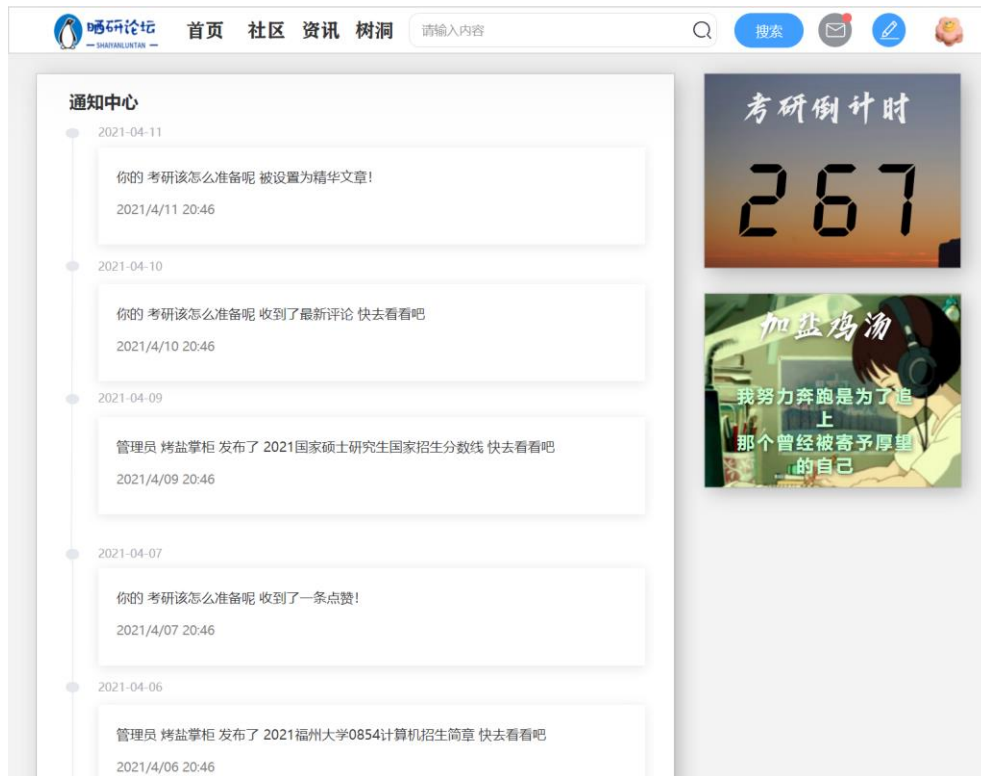 晒研论坛
— SHAIYANLUNTAN —
首页 社区 资讯 树洞 请输入内容 搜索
通知中心
2021-04-11
你的 考研该怎么准备呢 被设置为精华文章!
2021/4/11 20:46
2021-04-10
你的 考研该怎么准备呢 收到了最新评论 快去看看吧
2021/4/10 20:46
2021-04-09
管理员 烤盐掌柜 发布了 2021国家硕士研究生国家招生分数线 快去看看吧
2021/4/09 20:46
2021-04-07
你的 考研该怎么准备呢 收到了一条点赞!
2021/4/07 20:46
2021-04-06
管理员 烤盐掌柜 发布了 2021福州大学0854计算机招生简章 快去看看吧
2021/4/06 20:46
考研倒计时
267
加盐鸡汤
我努力奔跑是为了追
上
那个曾经被寄予厚望
的自己